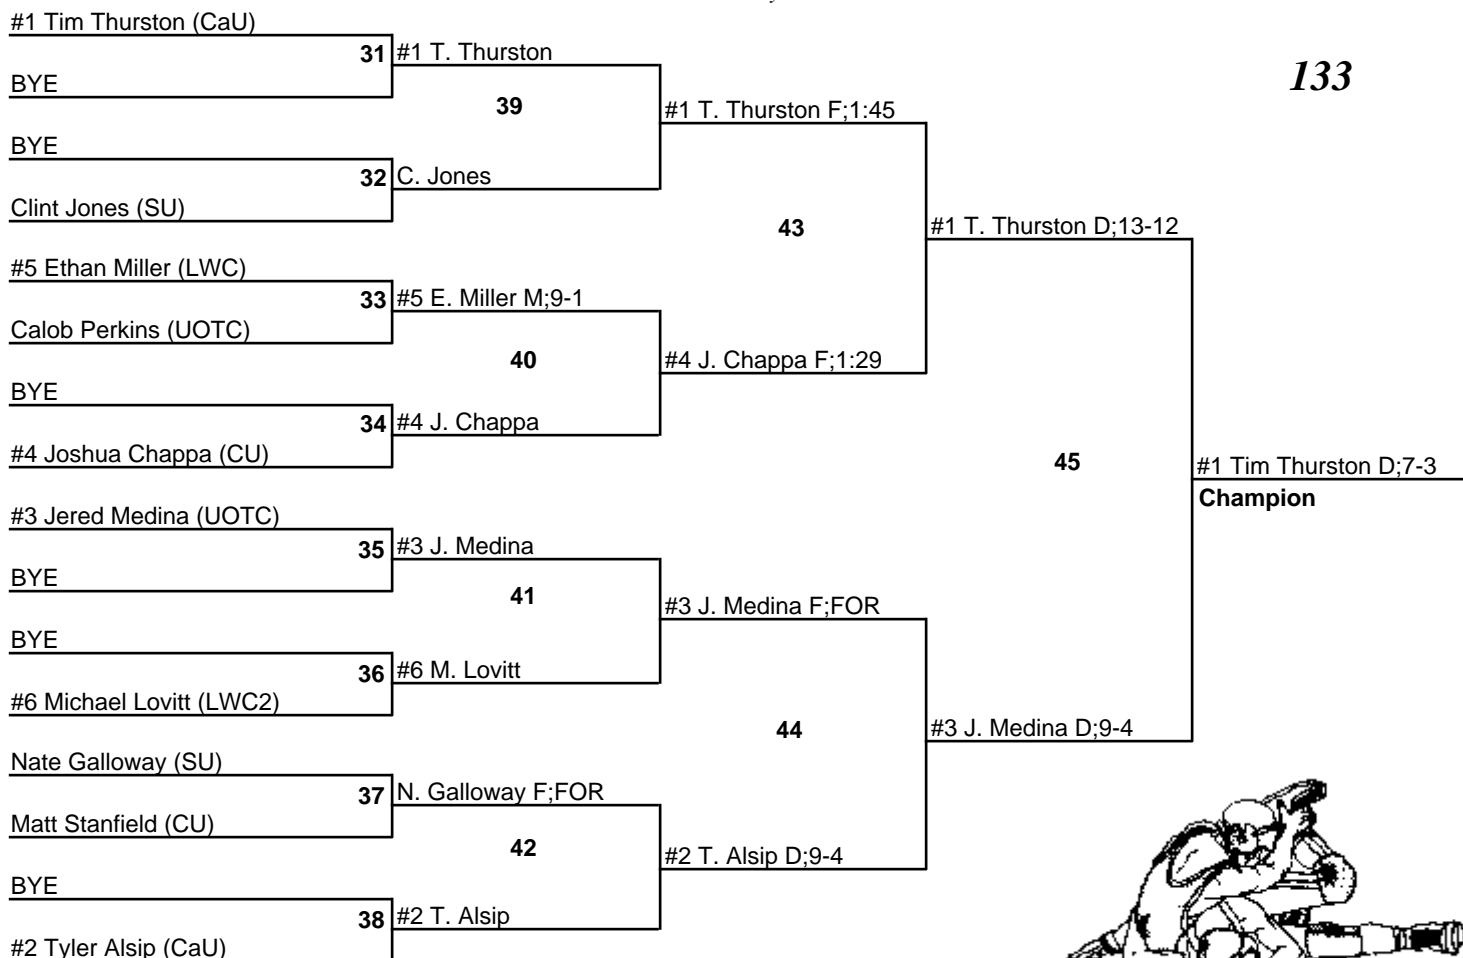 #1 Tim Thurston (CaU)
31 #1 T. Thurston
BYE
133
39
#1 T. Thurston F;1:45
BYE
32 C. Jones
Clint Jones (SU)
43
#1 T. Thurston D;13-12
#5 Ethan Miller (LWC)
33 #5 E. Miller M;9-1
Calob Perkins (UOTC)
40
#4 J. Chappa F;1:29
BYE
34 #4 J. Chappa
#4 Joshua Chappa (CU)
45
#1 Tim Thurston D;7-3
Champion
#3 Jered Medina (UOTC)
35 #3 J. Medina
BYE
41
#3 J. Medina F;FOR
BYE
36 #6 M. Lovitt
#6 Michael Lovitt (LWC2)
44
#3 J. Medina D;9-4
Nate Galloway (SU)
37 N. Galloway F;FOR
Matt Stanfield (CU)
42
#2 T. Alsip D;9-4
BYE
38 #2 T. Alsip
#2 Tyler Alsip (CaU)